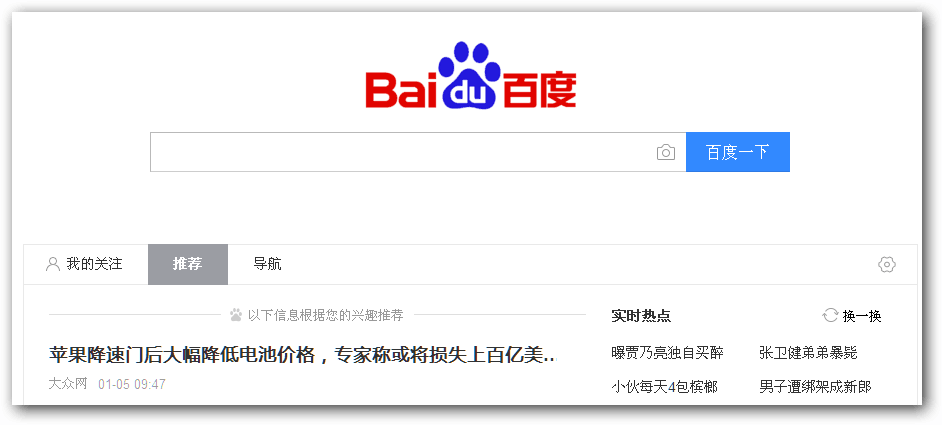 Bai du 百度
百度一下
我的关注 推荐 导航
以下信息根据您的兴趣推荐
苹果降速门后大幅降低电池价格，专家称或将损失上百亿美...
大众网 01-05 09:47
实时热点 换一换
曝贾乃亮独自买醉 张卫健弟弟暴毙
小伙每天4包槟榔 男子遭绑架成新郎